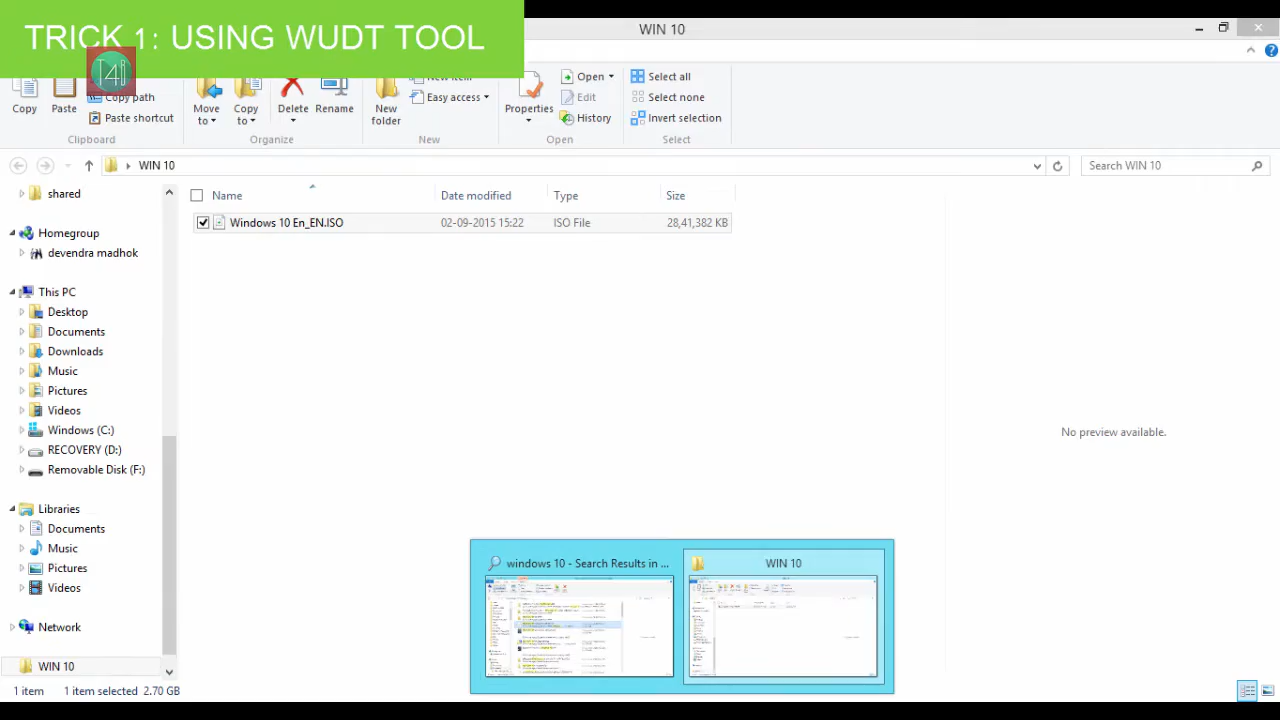 TRICK 1: USING WUDT TOOL
WIN 10
T4I
Copy
Paste
Copy path
Paste shortcut
Move to
Copy to
Delete
Rename
New folder
New item
Easy access
Properties
Open
Edit
History
Select all
Select none
Invert selection
Clipboard
Organize
New
Open
Select
WIN 10
Search WIN 10
shared
Homegroup
devendra madhok
This PC
Desktop
Documents
Downloads
Music
Pictures
Videos
Windows (C:)
RECOVERY (D:)
Removable Disk (F:)
Libraries
Documents
Music
Pictures
Videos
Network
WIN 10
Name Date modified Type Size
Windows 10 En_EN.ISO 02-09-2015 15:22 ISO File 28,41,382 KB
No preview available.
windows 10 - Search Results in ...
WIN 10
1 item 1 item selected 2.70 GB